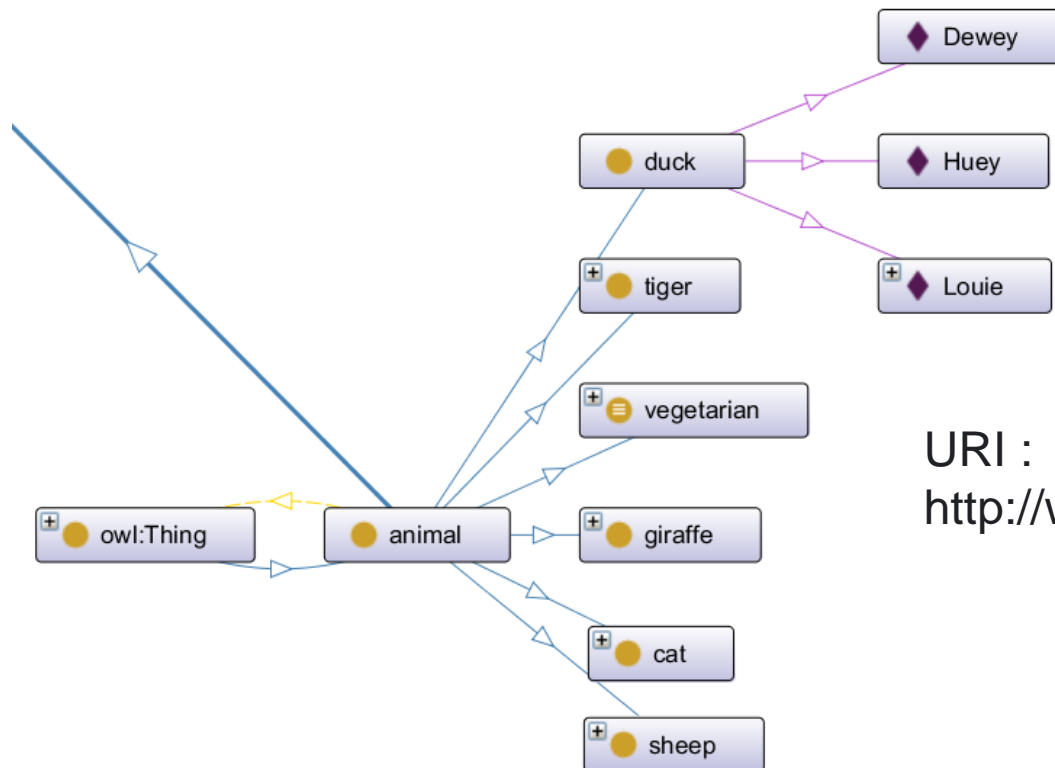 Dewey
duck
Huey
tiger
Louie
vegetarian
URI :
http://
owl:Thing
animal
giraffe
cat
sheep